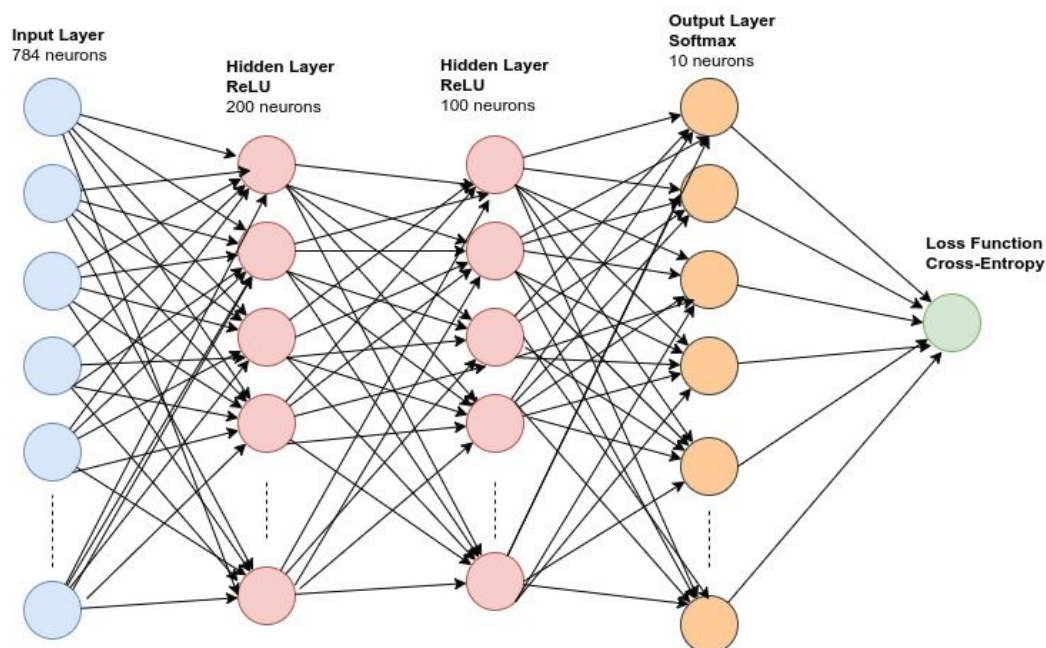 Input Layer
784 neurons
Hidden Layer
ReLU
200 neurons
Hidden Layer
ReLU
100 neurons
Output Layer
Softmax
10 neurons
Loss Function
Cross-Entropy